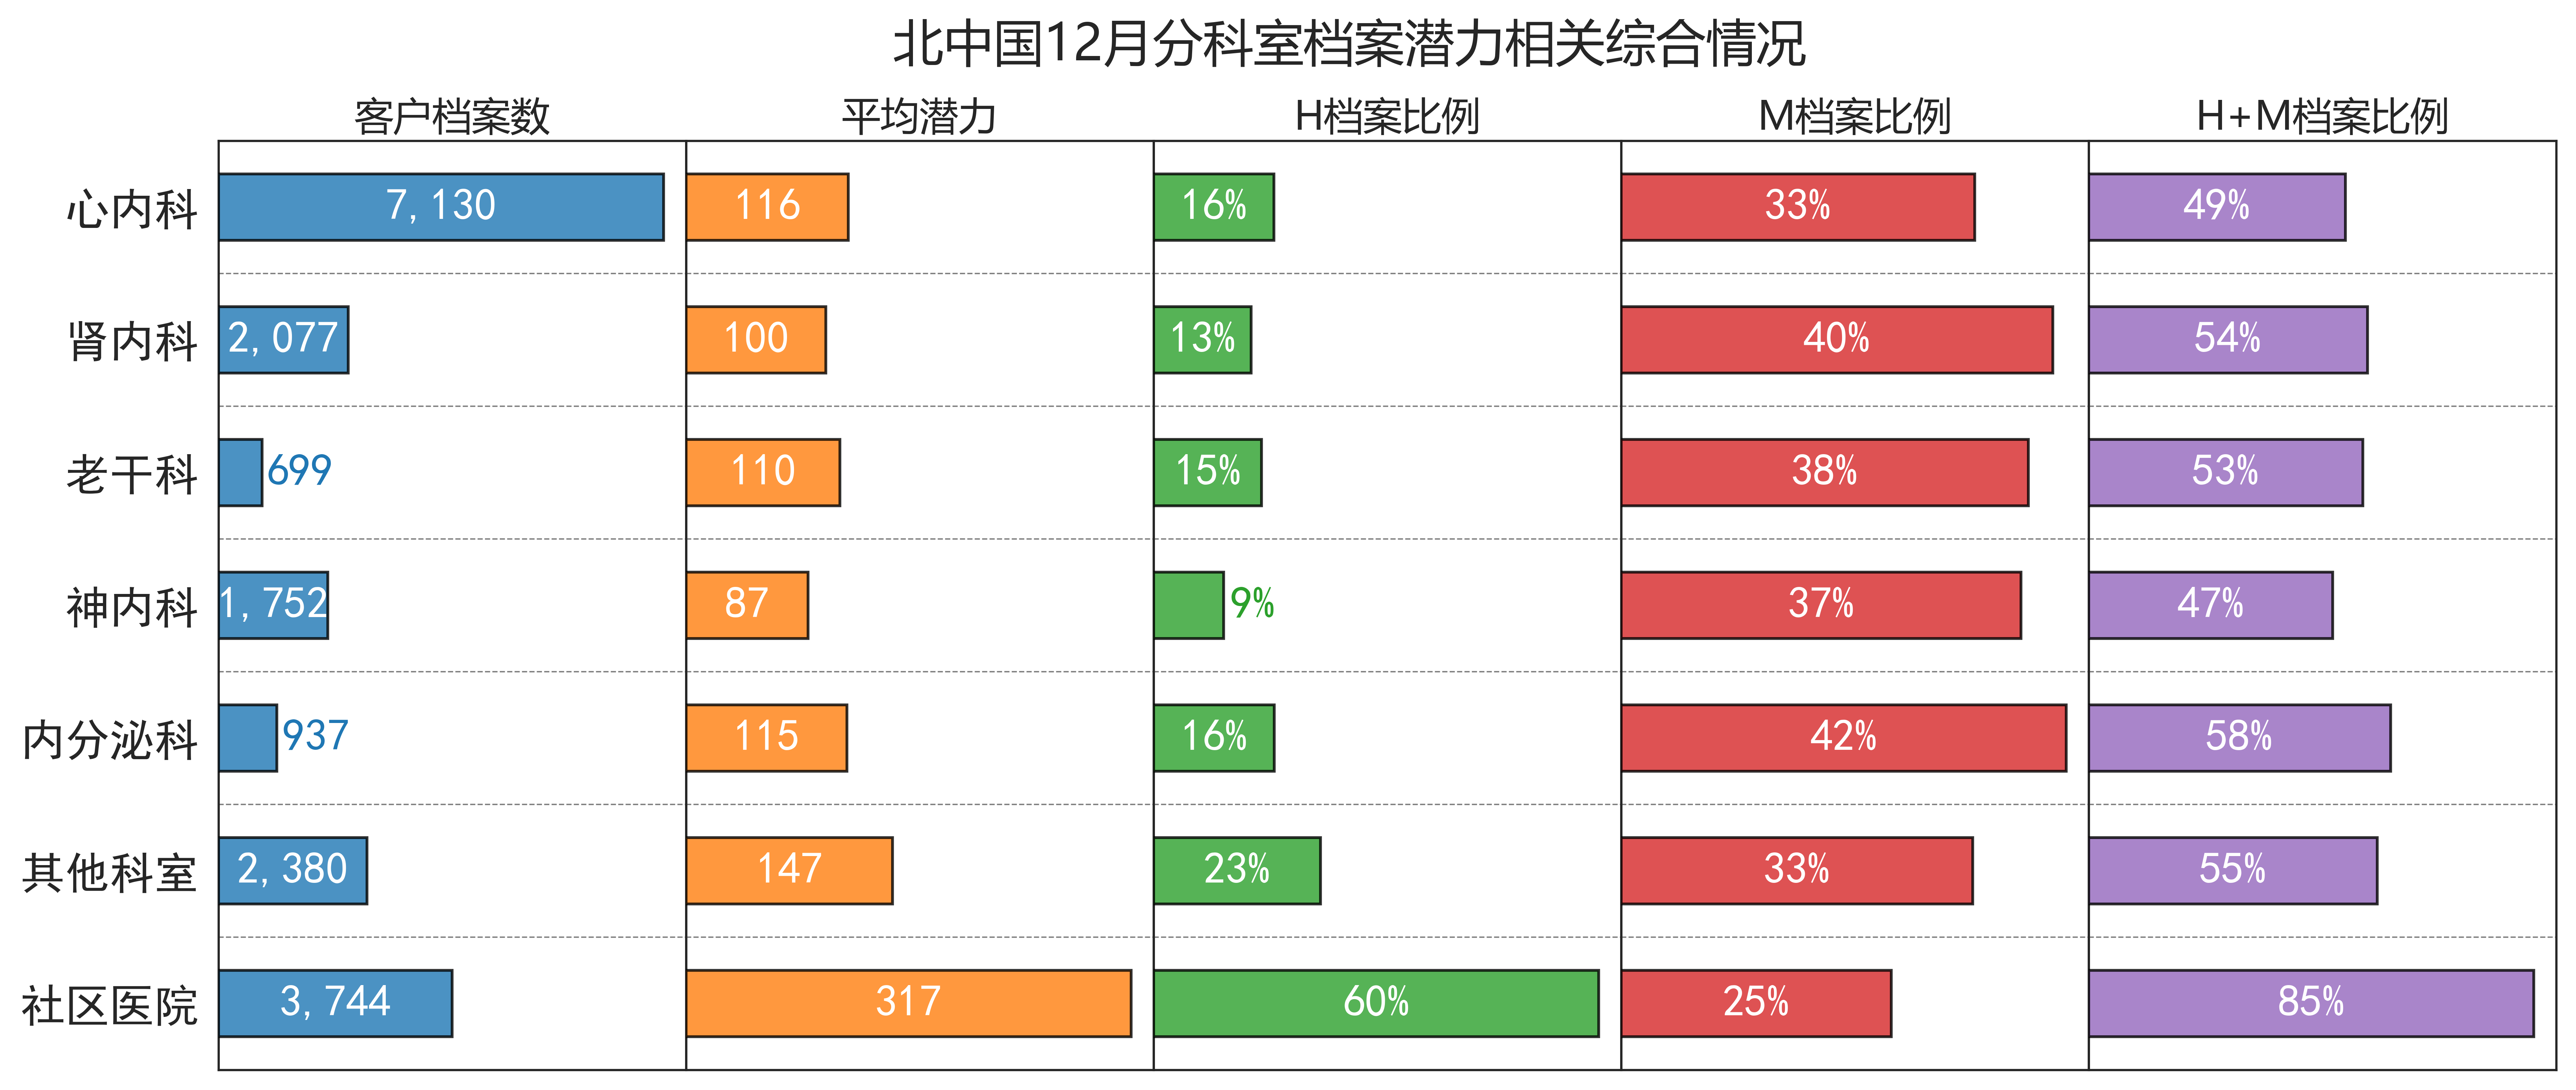 北中国12月分科室档案潜力相关综合情况
客户档案数 平均潜力 H档案比例 M档案比例 H+M档案比例
心内科 7,130 116 16% 33% 49%
肾内科 2,077 100 13% 40% 54%
老干科 699 110 15% 38% 53%
神内科 1,752 87 9% 37% 47%
内分泌科 937 115 16% 42% 58%
其他科室 2,380 147 23% 33% 55%
社区医院 3,744 317 60% 25% 85%